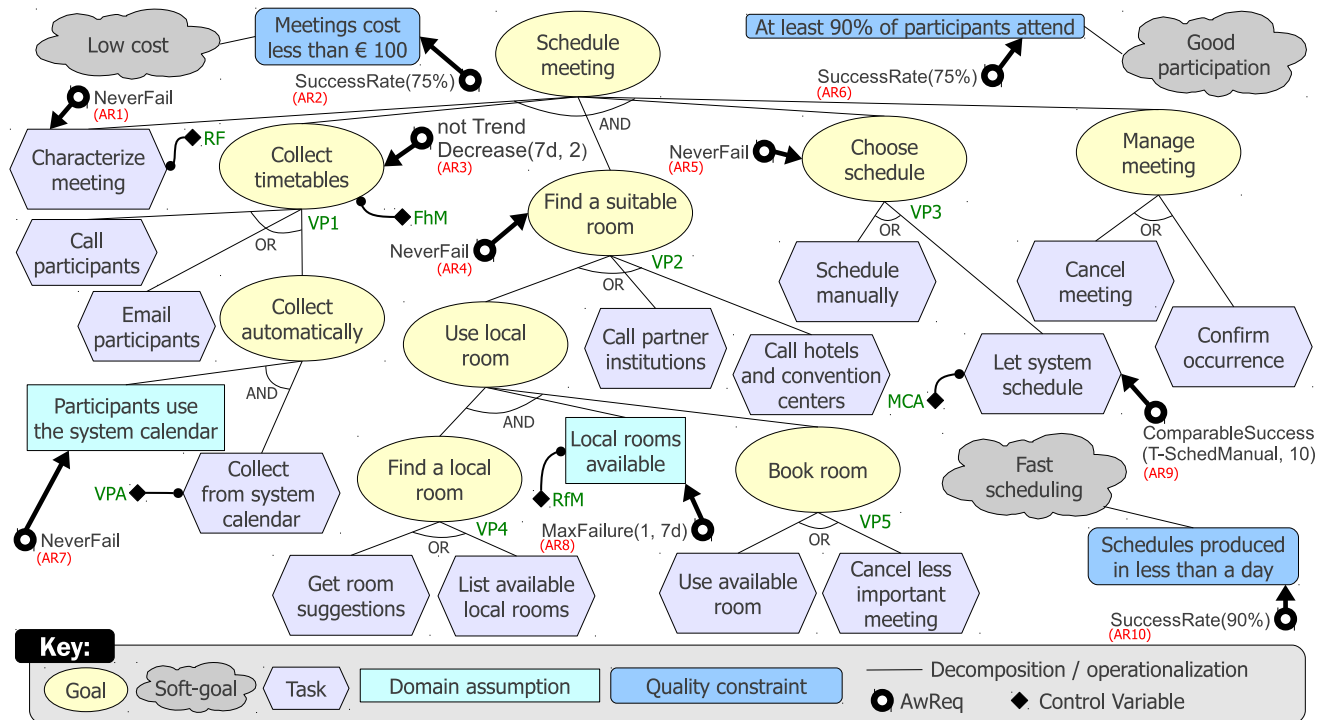 Low cost
Meetings cost
less than € 100
Schedule
meeting
At least 90% of participants attend
Good
participation
SuccessRate(75%)
(AR2)
SuccessRate(75%)
(AR6)
NeverFail
(AR1)
RF
Characterize
meeting
AND
Collect
timetables
not Trend
Decrease(7d, 2)
(AR3)
NeverFail
(AR5)
Choose
schedule
Manage
meeting
VP1
OR
FhM
Find a suitable
room
NeverFail
(AR4)
VP2
OR
VP3
OR
OR
Call
participants
Email
participants
Collect
automatically
Use local
room
Call partner
institutions
Call hotels
and convention
centers
Schedule
manually
Let system
schedule
Cancel
meeting
Confirm
occurrence
AND
Participants use
the system calendar
Collect
from system
calendar
VPA
NeverFail
(AR7)
AND
Find a local
room
Local rooms
available
Book room
MCA
ComparableSuccess
(T-SchedManual, 10)
(AR9)
RfM
MaxFailure(1, 7d)
(AR8)
VP4
OR
VP5
OR
Get room
suggestions
List available
local rooms
Use available
room
Cancel less
important
meeting
Fast
scheduling
Schedules produced
in less than a day
SuccessRate(90%)
(AR10)
Key:
Goal
Soft-goal
Task
Domain assumption
Quality constraint
Decomposition / operationalization
AwReq
Control Variable